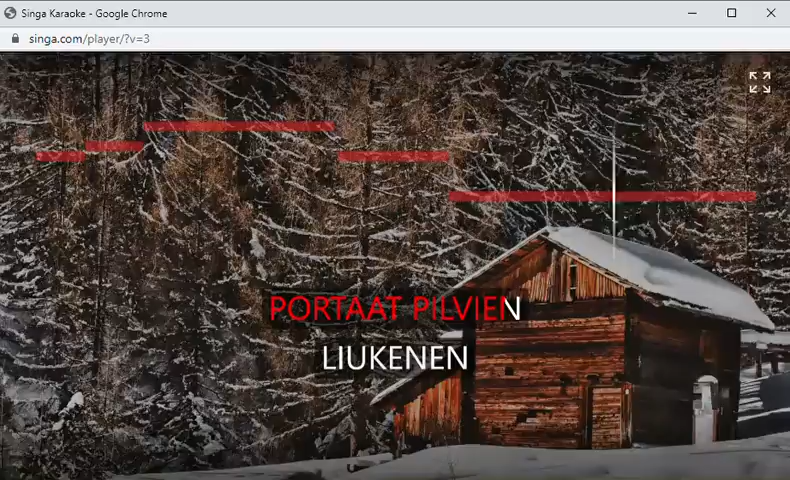 Singa Karaoke - Google Chrome
singa.com/player/?v=3
PORTAAT PILVIEN
LIUKENEN